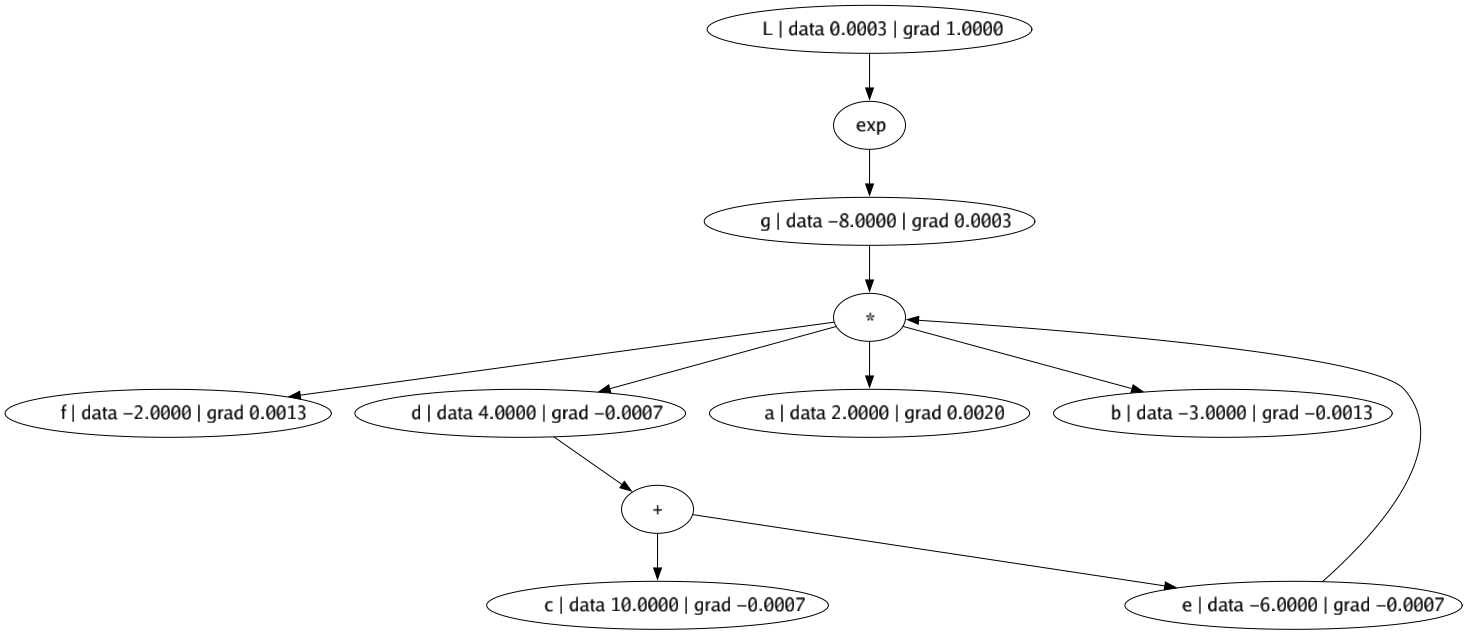 L | data 0.0003 | grad 1.0000
exp
g | data −8.0000 | grad 0.0003
*
f | data −2.0000 | grad 0.0013
d | data 4.0000 | grad −0.0007
a | data 2.0000 | grad 0.0020
b | data −3.0000 | grad −0.0013
+
c | data 10.0000 | grad −0.0007
e | data −6.0000 | grad −0.0007